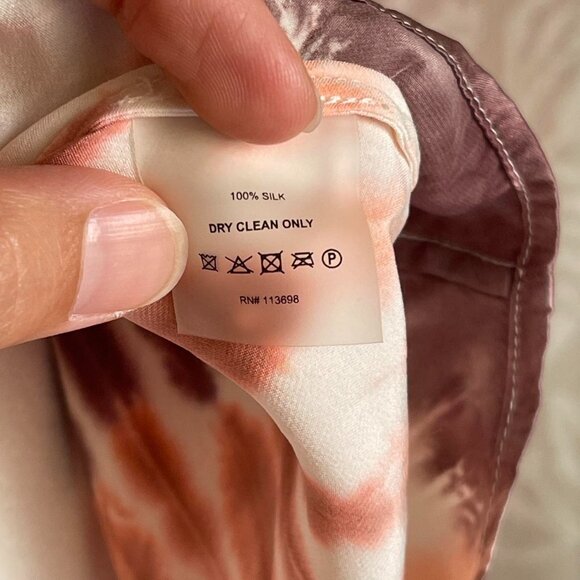 100% SILK
DRY CLEAN ONLY
P
RN# 113698